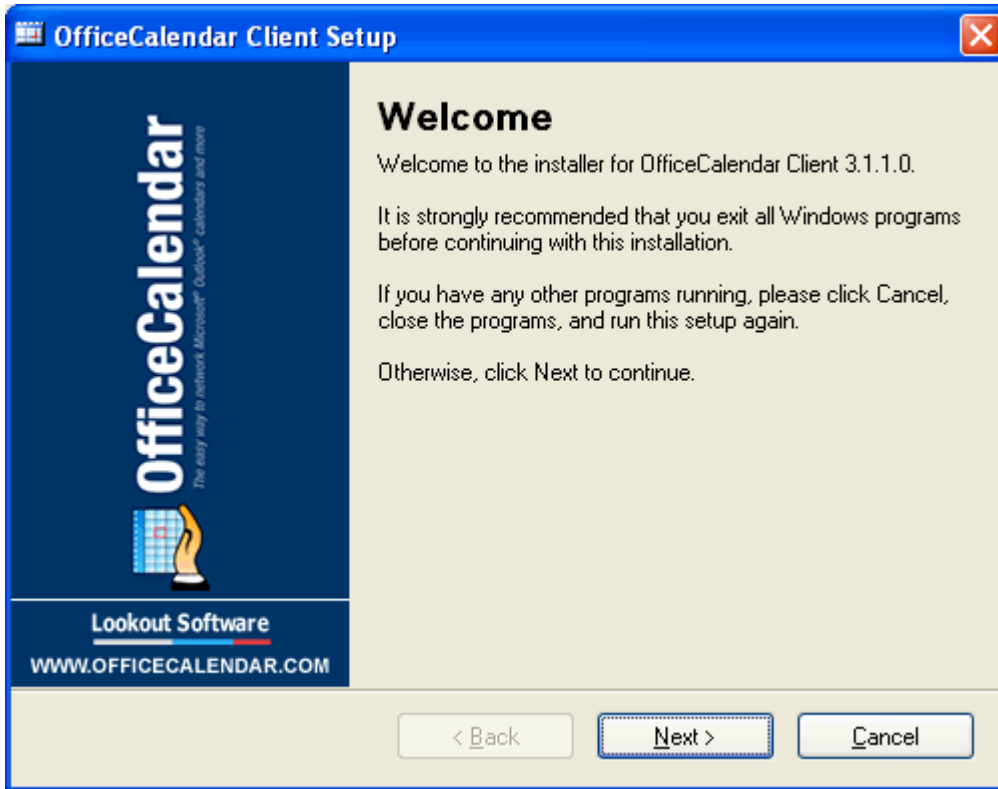 OfficeCalendar Client Setup
OfficeCalendar
The easy way to network Microsoft® Outlook® calendars and more
Lookout Software
WWW.OFFICECALENDAR.COM
Welcome
Welcome to the installer for OfficeCalendar Client 3.1.1.0.
It is strongly recommended that you exit all Windows programs
before continuing with this installation.
If you have any other programs running, please click Cancel,
close the programs, and run this setup again.
Otherwise, click Next to continue.
< Back
Next >
Cancel